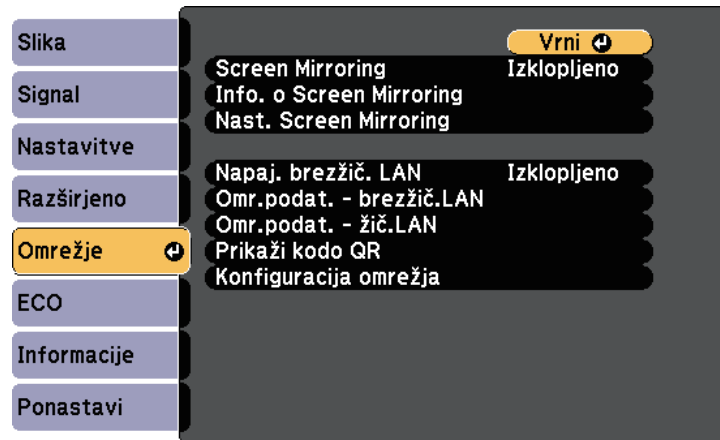 Slika
Signal
Nastavitve
Razširjeno
Omrežje
ECO
Informacije
Ponastavi
Vrni
Screen Mirroring Izklopljeno
Info. o Screen Mirroring
Nast. Screen Mirroring
Napaj. brezžič. LAN Izklopljeno
Omr.podat. - brezžič.LAN
Omr.podat. - žič.LAN
Prikaži kodo QR
Konfiguracija omrežja